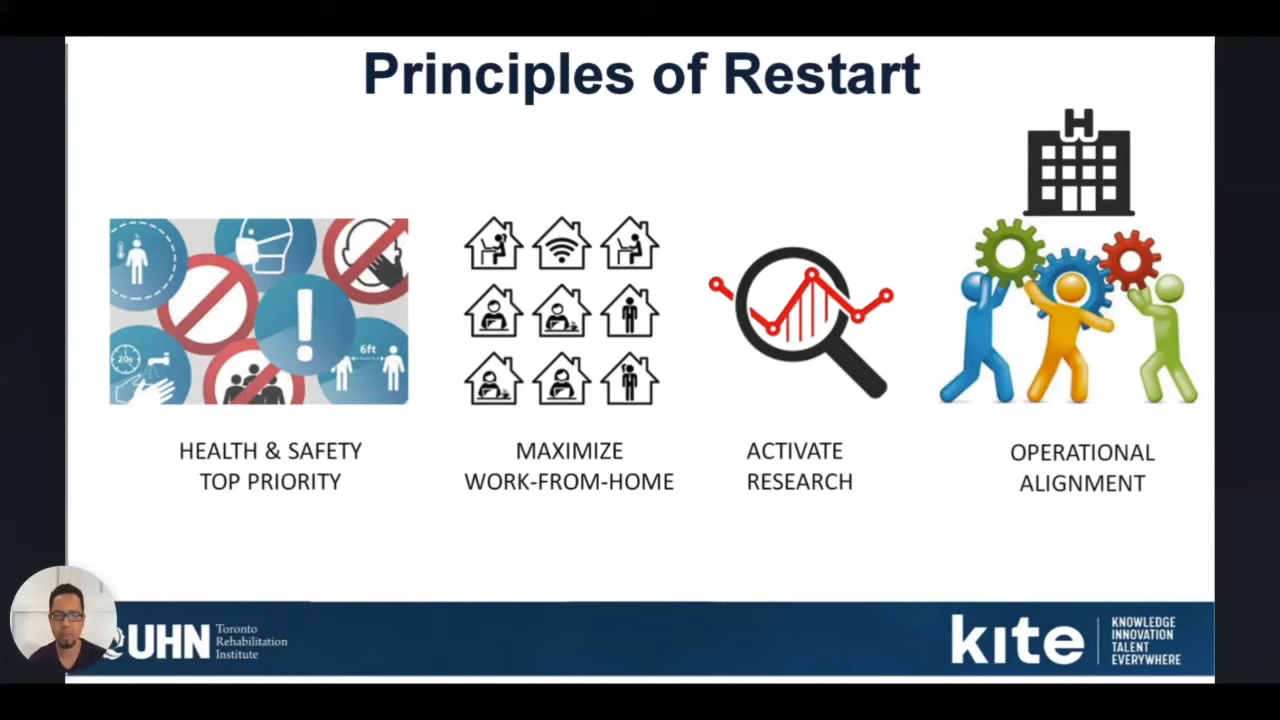 Principles of Restart
H
20s
6ft
HEALTH & SAFETY
TOP PRIORITY
MAXIMIZE
WORK-FROM-HOME
ACTIVATE
RESEARCH
OPERATIONAL
ALIGNMENT
UHN
Toronto
Rehabilitation
Institute
kite
KNOWLEDGE
INNOVATION
TALENT
EVERYWHERE